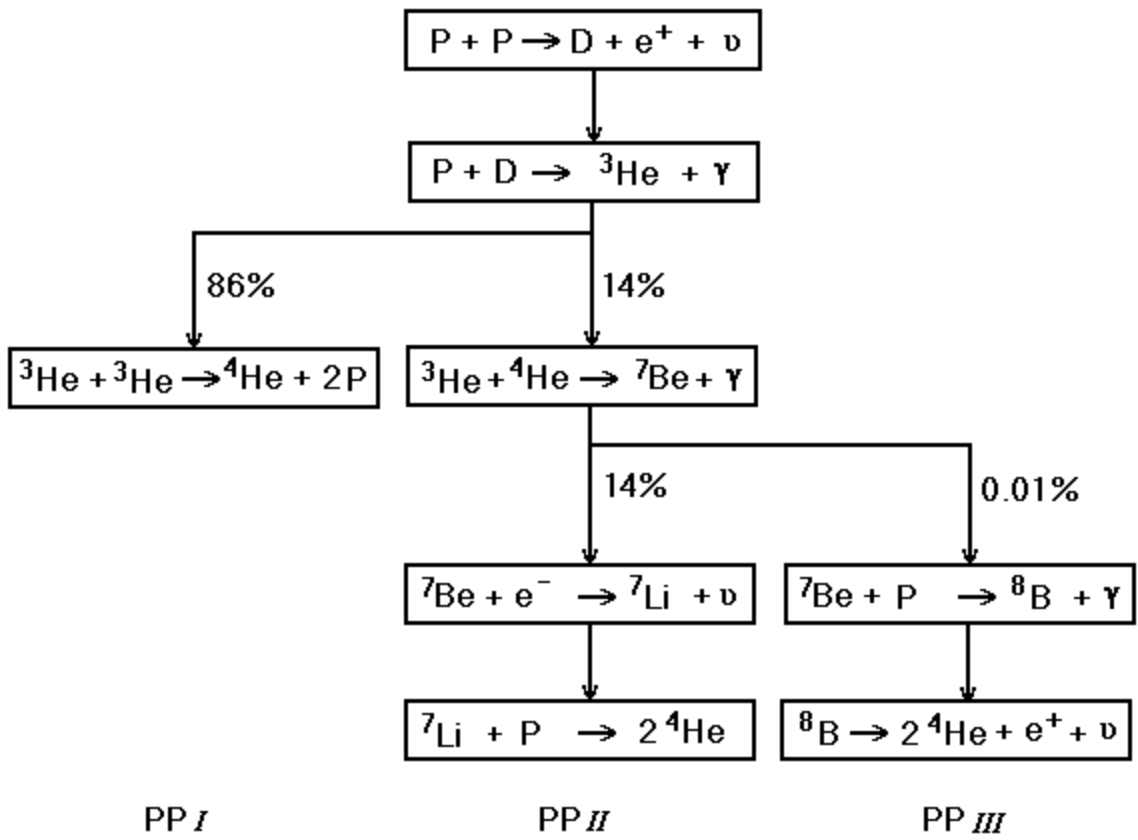 P + P → D + e⁺ + υ
P + D → ³He + γ
86%
14%
³He + ³He → ⁴He + 2P
³He + ⁴He → ⁷Be + γ
14%
0.01%
⁷Be + e⁻ → ⁷Li + υ
⁷Be + P → ⁸B + γ
⁷Li + P → 2 ⁴He
⁸B → 2 ⁴He + e⁺ + υ
PP I
PP II
PP III